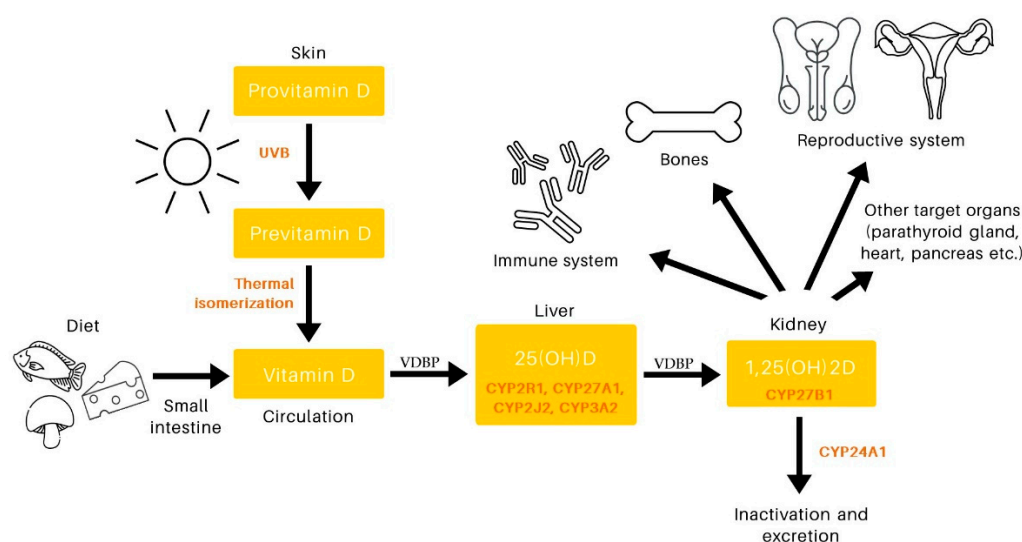 Skin
Provitamin D
UVB
Previtamin D
Thermal
isomerization
Diet
Small
intestine
Vitamin D
Circulation
VDBP
Liver
25(OH)D
CYP2R1, CYP27A1,
CYP2J2, CYP3A2
VDBP
Kidney
1,25(OH)2D
CYP27B1
CYP24A1
Inactivation and
excretion
Immune system
Bones
Reproductive system
Other target organs
(parathyroid gland,
heart, pancreas etc.)